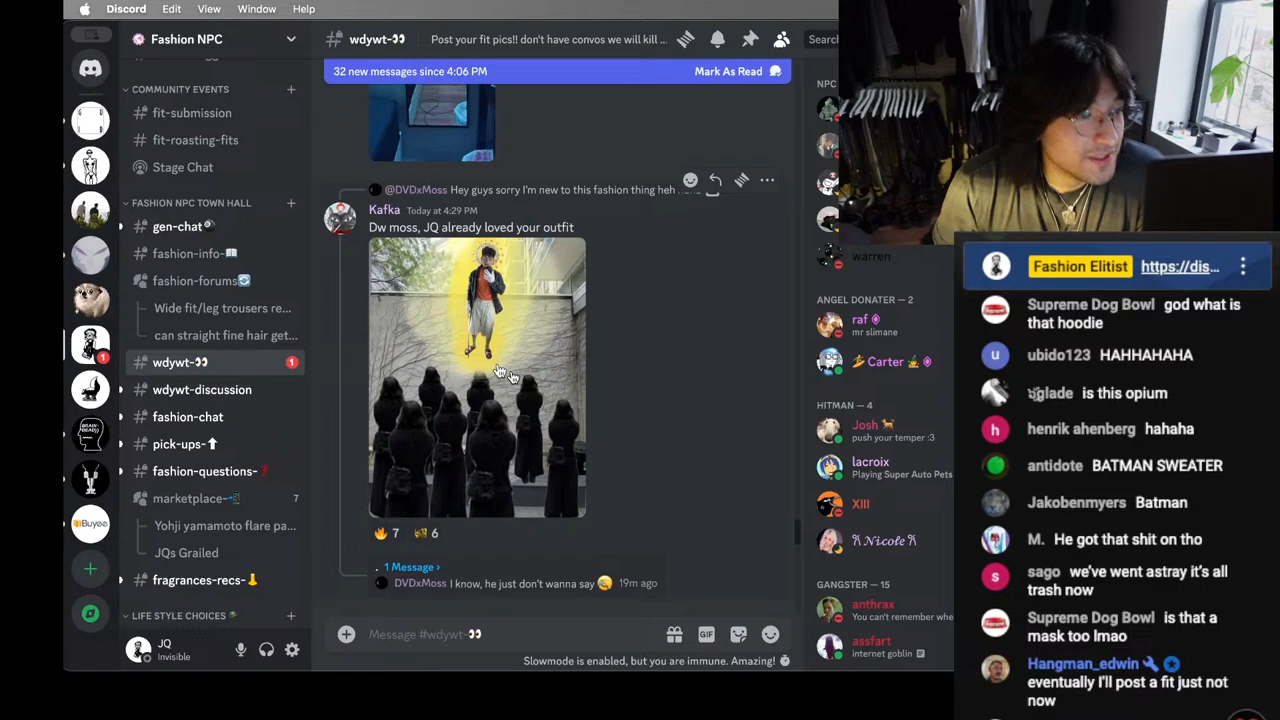 Discord Edit View Window Help
Fashion NPC
wdywt-👀
Post your fit pics!! don't have convos we will kill ...
Search
32 new messages since 4:06 PM
Mark As Read
COMMUNITY EVENTS
fit-submission
fit-roasting-fits
Stage Chat
FASHION NPC TOWN HALL
gen-chat🎱
fashion-info-📖
fashion-forums🔄
Wide fit/leg trousers re...
can straight fine hair get...
wdywt-👀
1
wdywt-discussion
fashion-chat
pick-ups-⬆
fashion-questions-❓
marketplace-📲
7
Yohji yamamoto flare pa...
JQs Grailed
fragrances-recs-👃
LIFE STYLE CHOICES
JQ
Invisible
1
BRAIN-DEAD
Buyee
@DVDxMoss Hey guys sorry I'm new to this fashion thing heh
Kafka Today at 4:29 PM
Dw moss, JQ already loved your outfit
🔥 7
6
1 Message ›
DVDxMoss I know, he just don't wanna say 19m ago
Message #wdywt-👀
GIF
Slowmode is enabled, but you are immune. Amazing!
NPC
warren
ANGEL DONATER — 2
raf
mr slimane
Carter
HITMAN — 4
Josh
push your temper :3
lacroix
Playing Super Auto Pets
XIII
Nicole
GANGSTER — 15
anthrax
You can't remember whe
assfart
internet goblin
Fashion Elitist https://dis...
Supreme Dog Bowl god what is
that hoodie
ubido123 HAHHAHAHA
is this opium
henrik ahenberg hahaha
antidote BATMAN SWEATER
Jakobenmyers Batman
M. He got that shit on tho
sago we've went astray it's all
trash now
Supreme Dog Bowl is that a
mask too lmao
Hangman_edwin
eventually I'll post a fit just not
now